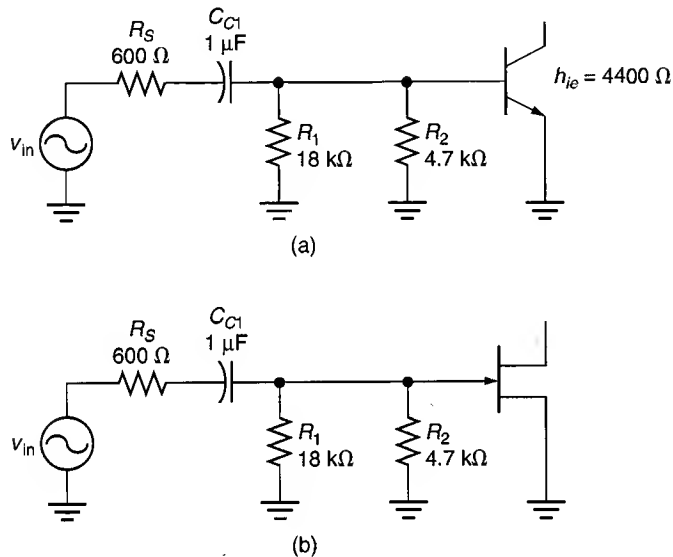 C_C1
1 µF
R_S
600 Ω
v_in
R_1
18 kΩ
R_2
4.7 kΩ
h_ie = 4400 Ω
(a)
C_C1
1 µF
R_S
600 Ω
v_in
R_1
18 kΩ
R_2
4.7 kΩ
(b)